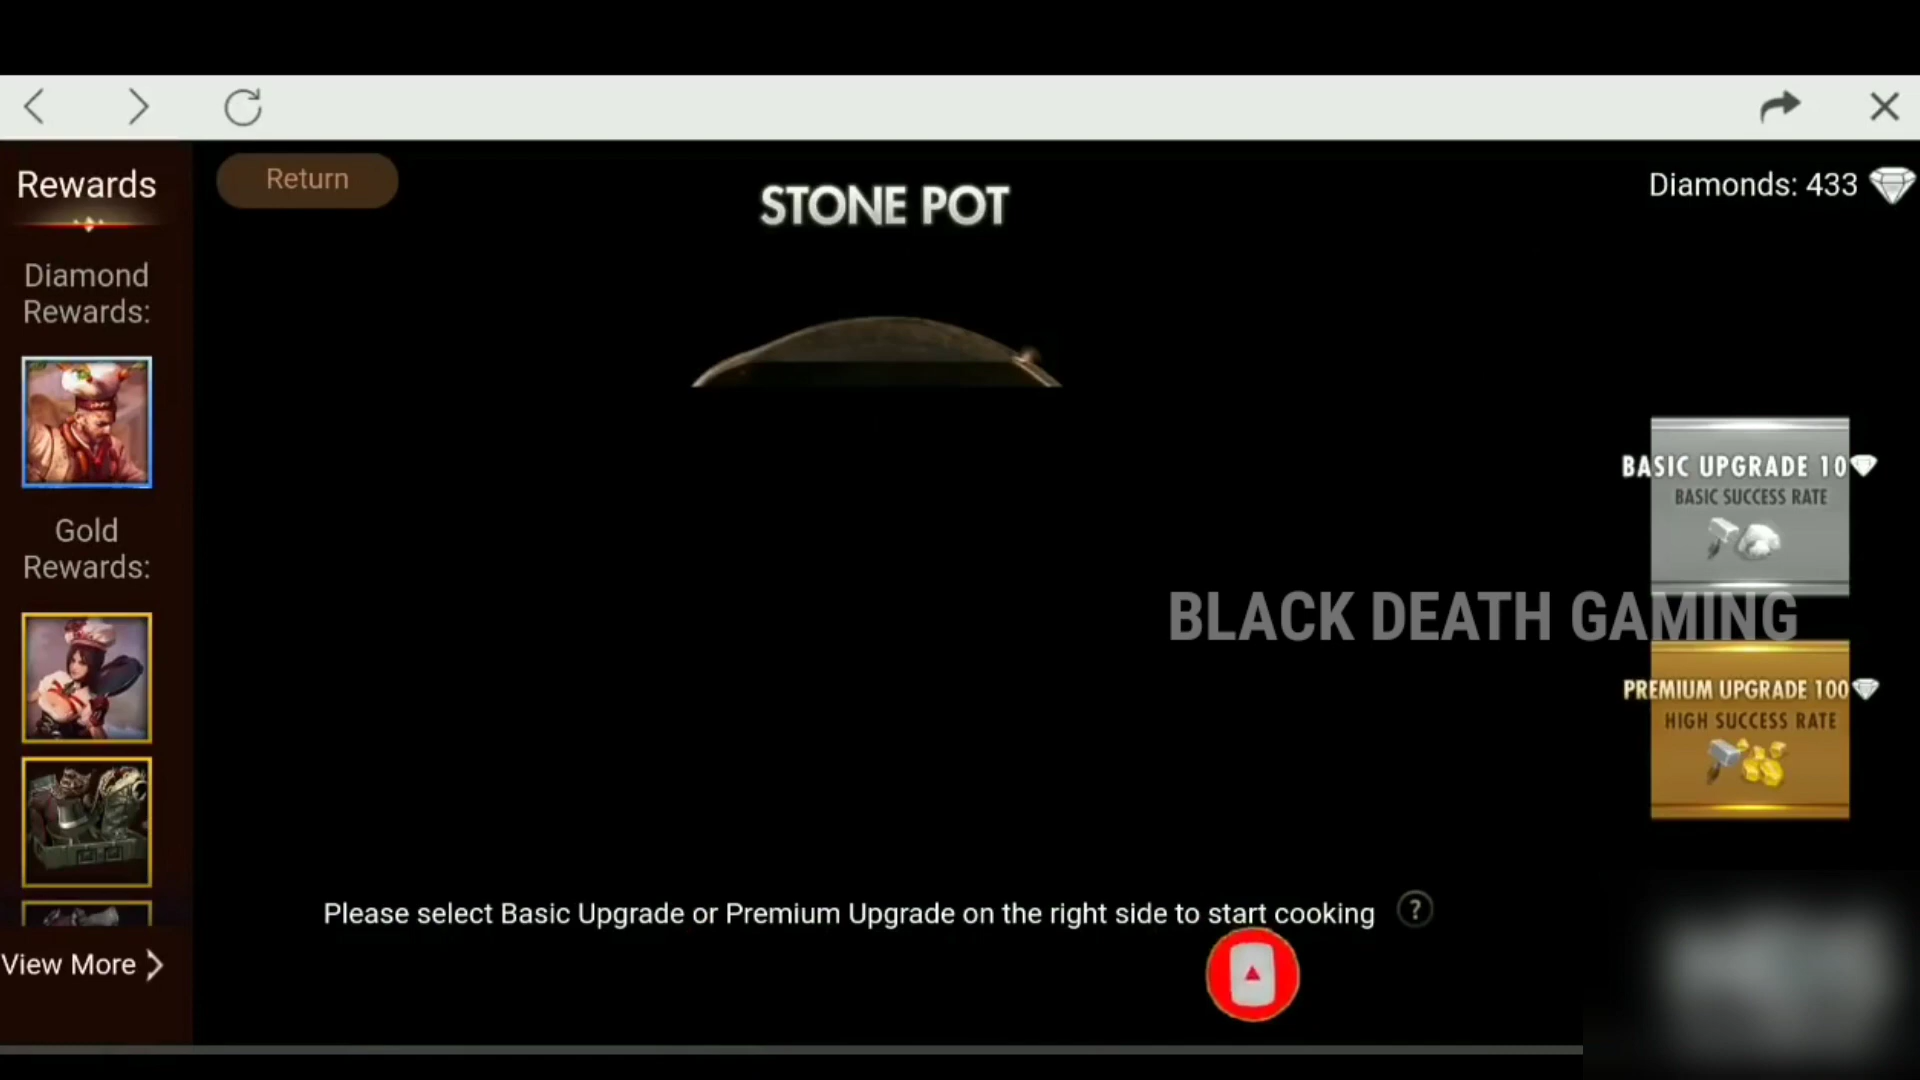 Rewards
Return
STONE POT
Diamonds: 433
Diamond
Rewards:
Gold
Rewards:
BASIC UPGRADE 10
BASIC SUCCESS RATE
BLACK DEATH GAMING
PREMIUM UPGRADE 100
HIGH SUCCESS RATE
Please select Basic Upgrade or Premium Upgrade on the right side to start cooking ?
View More